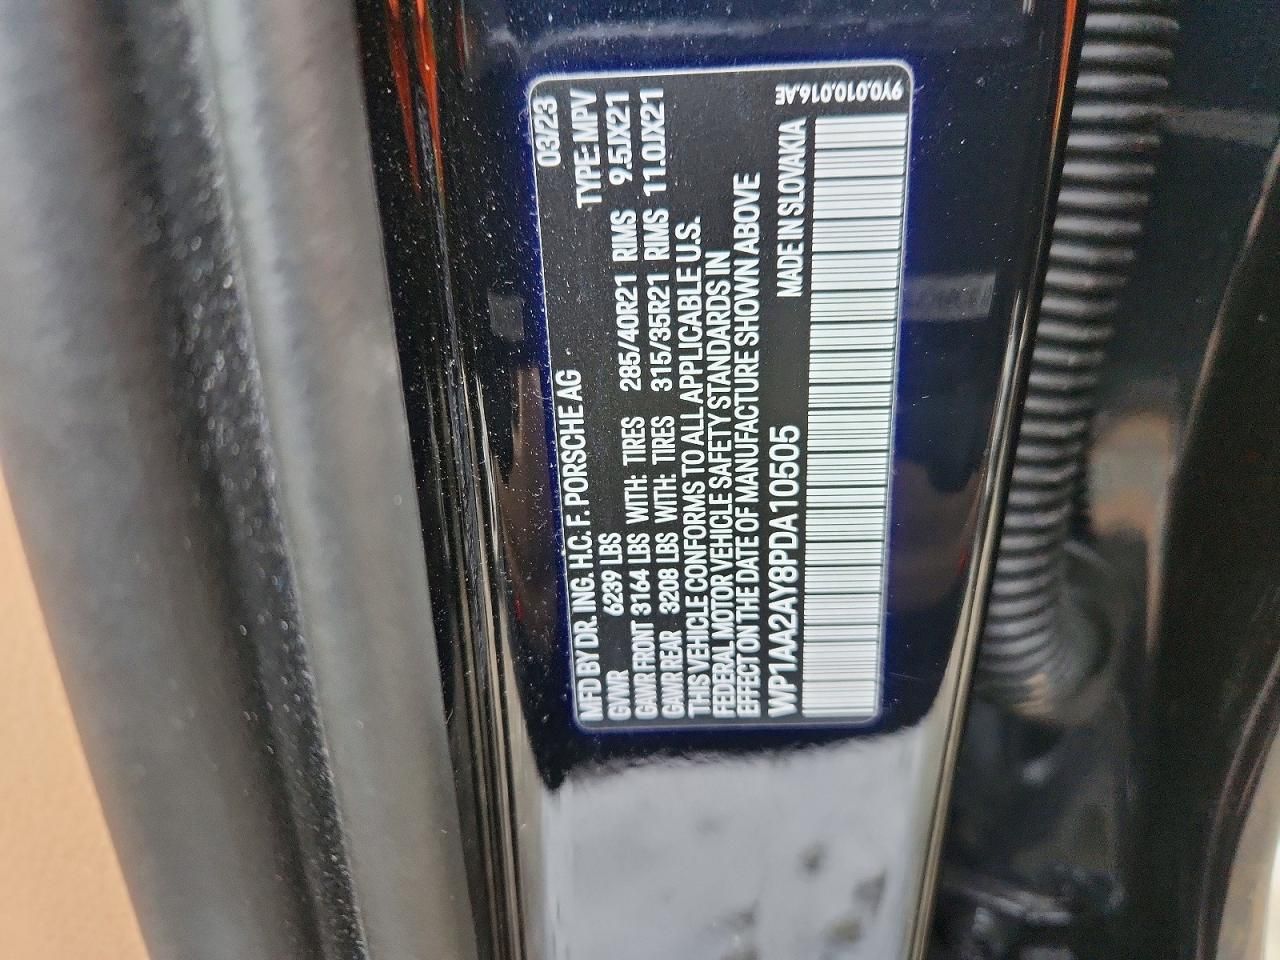 03/23
MFD BY DR. ING. H.C. F. PORSCHE AG TYPE: MPV
GVWR 6239 LBS
GAWR FRONT 3164 LBS WITH: TIRES 285/40R21 RIMS 9.5JX21
GAWR REAR 3208 LBS WITH: TIRES 315/35R21 RIMS 11.0JX21
THIS VEHICLE CONFORMS TO ALL APPLICABLE U.S.
FEDERAL MOTOR VEHICLE SAFETY STANDARDS IN
EFFECT ON THE DATE OF MANUFACTURE SHOWN ABOVE
WP1AA2AY8PDA10505 MADE IN SLOVAKIA
9Y0.010.016.AE